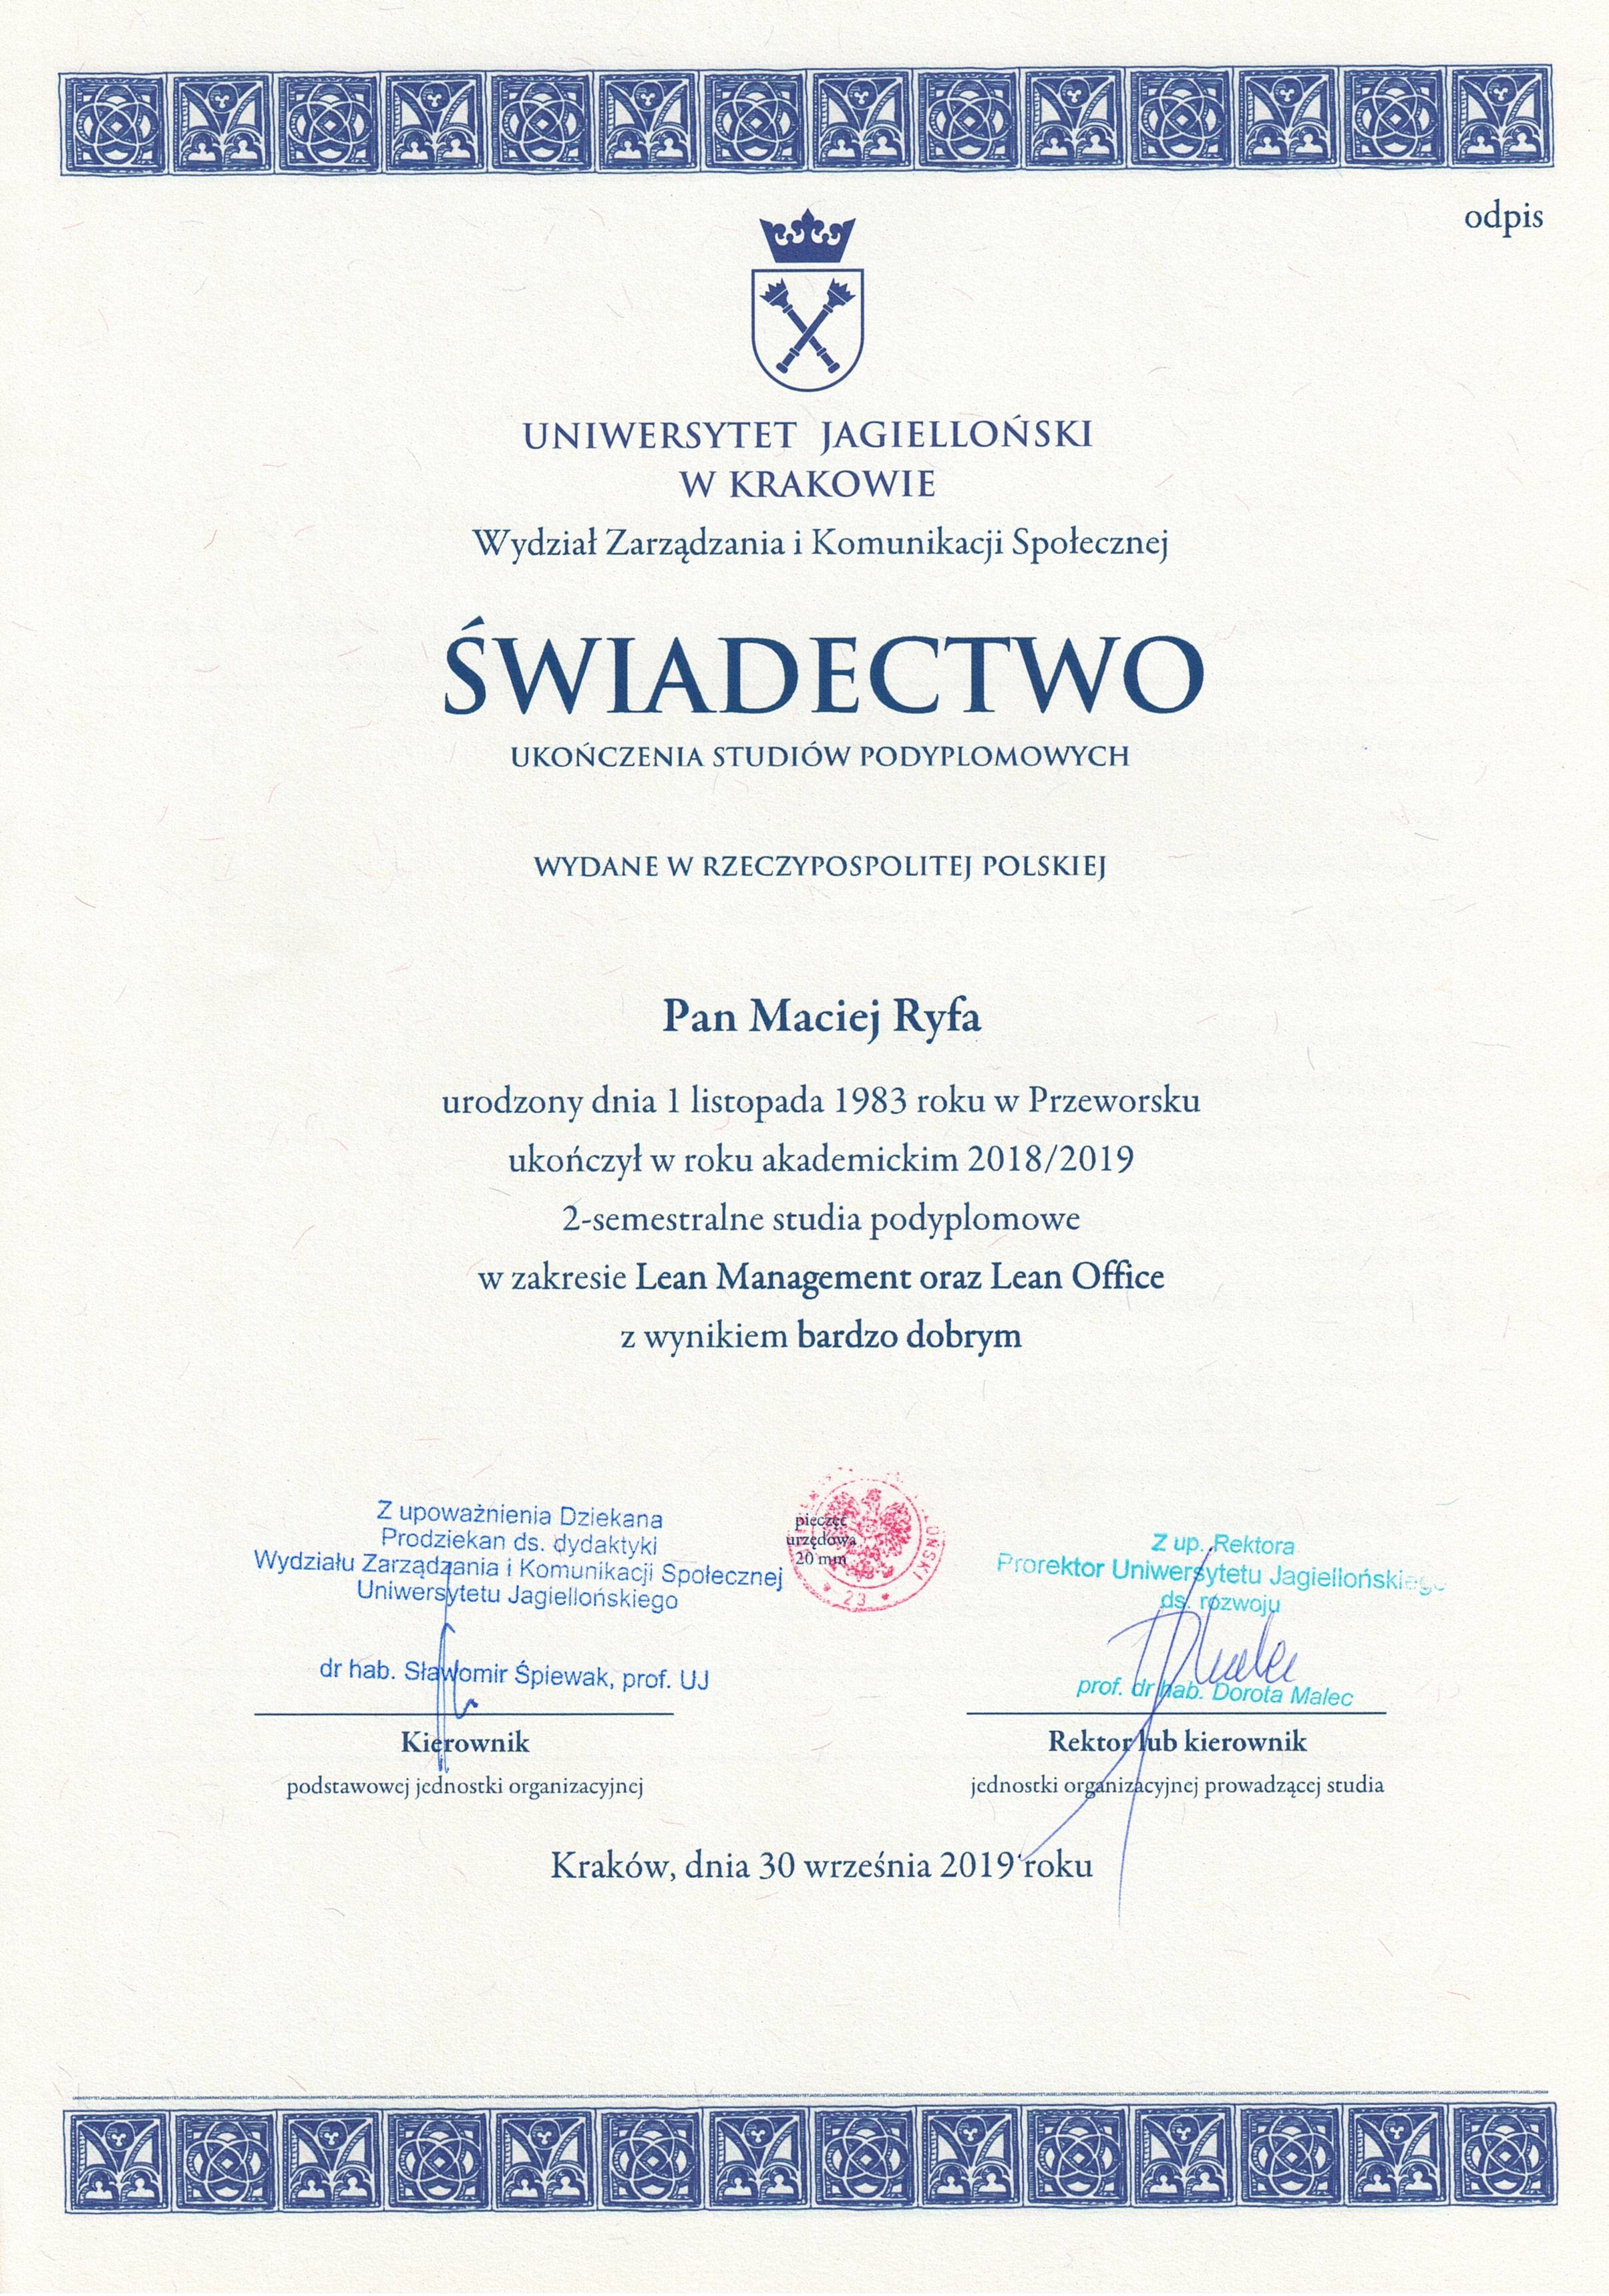 odpis
UNIWERSYTET JAGIELLOŃSKI
W KRAKOWIE
Wydział Zarządzania i Komunikacji Społecznej
ŚWIADECTWO
UKOŃCZENIA STUDIÓW PODYPLOMOWYCH
WYDANE W RZECZYPOSPOLITEJ POLSKIEJ
Pan Maciej Ryfa
urodzony dnia 1 listopada 1983 roku w Przeworsku
ukończył w roku akademickim 2018/2019
2-semestralne studia podyplomowe
w zakresie Lean Management oraz Lean Office
z wynikiem bardzo dobrym
Z upoważnienia Dziekana
Prodziekan ds. dydaktyki
Wydziału Zarządzania i Komunikacji Społecznej
Uniwersytetu Jagiellońskiego
dr hab. Sławomir Śpiewak, prof. UJ
Kierownik
podstawowej jednostki organizacyjnej
pieczęć
urzędowa
20 mm
23
Z up. Rektora
Prorektor Uniwersytetu Jagiellońskiego
ds. rozwoju
prof. dr hab. Dorota Malec
Rektor lub kierownik
jednostki organizacyjnej prowadzącej studia
Kraków, dnia 30 września 2019 roku